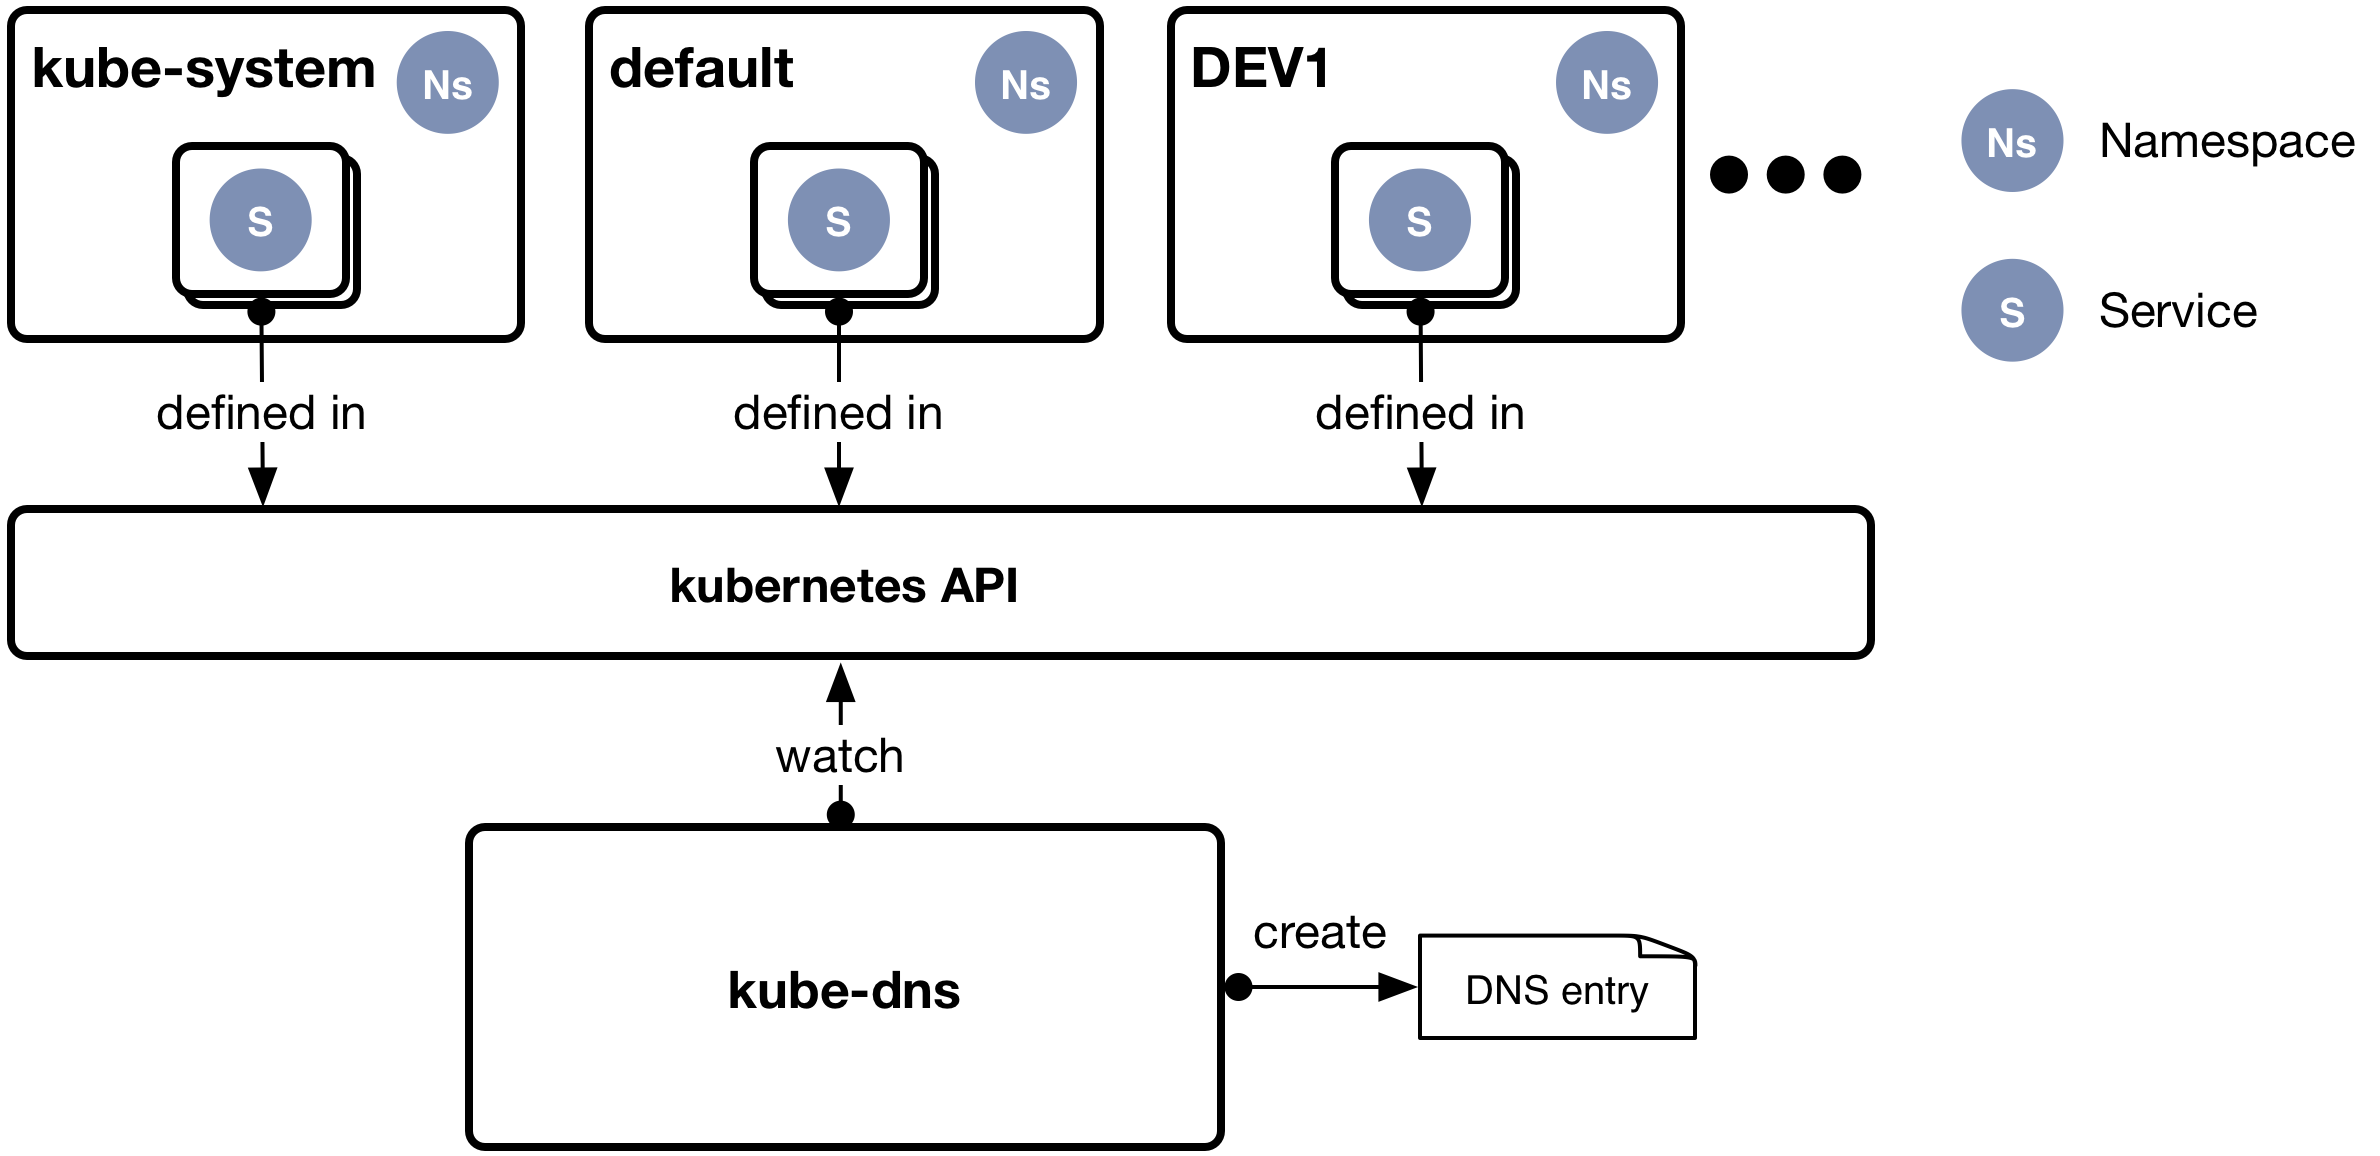 kube-system
Ns
default
Ns
DEV1
Ns
S
S
S
Ns
Namespace
S
Service
defined in
defined in
defined in
kubernetes API
watch
kube-dns
create
DNS entry